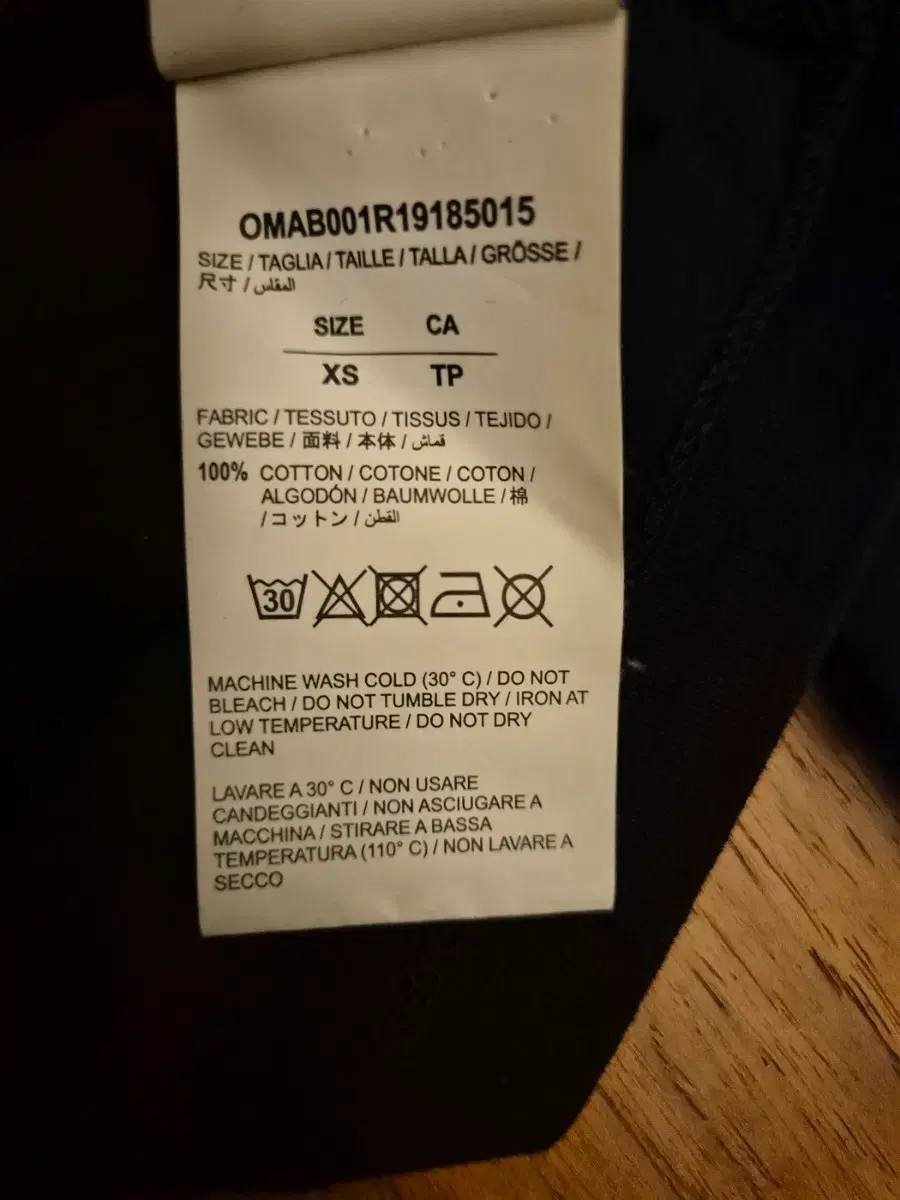 OMAB001R19185015
SIZE / TAGLIA / TAILLE / TALLA / GRÖSSE /
尺寸 / المقاس
SIZE CA
XS TP
FABRIC / TESSUTO / TISSUS / TEJIDO /
GEWEBE / 面料 / 本体 / قماش
100% COTTON / COTONE / COTON /
ALGODÓN / BAUMWOLLE / 棉
/ コットン / القطن
30
MACHINE WASH COLD (30° C) / DO NOT
BLEACH / DO NOT TUMBLE DRY / IRON AT
LOW TEMPERATURE / DO NOT DRY
CLEAN
LAVARE A 30° C / NON USARE
CANDEGGIANTI / NON ASCIUGARE A
MACCHINA / STIRARE A BASSA
TEMPERATURA (110° C) / NON LAVARE A
SECCO